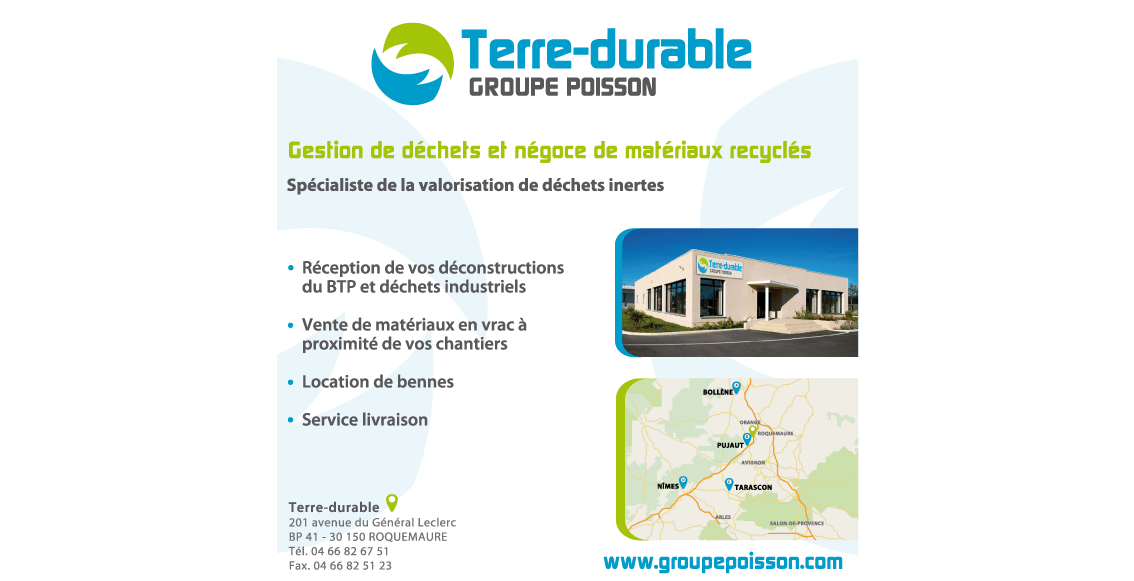 Terre-durable
GROUPE POISSON
Gestion de déchets et négoce de matériaux recyclés
Spécialiste de la valorisation de déchets inertes
• Réception de vos déconstructions
du BTP et déchets industriels
• Vente de matériaux en vrac à
proximité de vos chantiers
• Location de bennes
• Service livraison
Terre-durable
GROUPE POISSON
BOLLÈNE
ORANGE
ROQUEMAURE
PUJAUT
AVIGNON
NÎMES
TARASCON
ARLES
SALON-DE-PROVENCE
Terre-durable
201 avenue du Général Leclerc
BP 41 - 30 150 ROQUEMAURE
Tél. 04 66 82 67 51
Fax. 04 66 82 51 23
www.groupepoisson.com